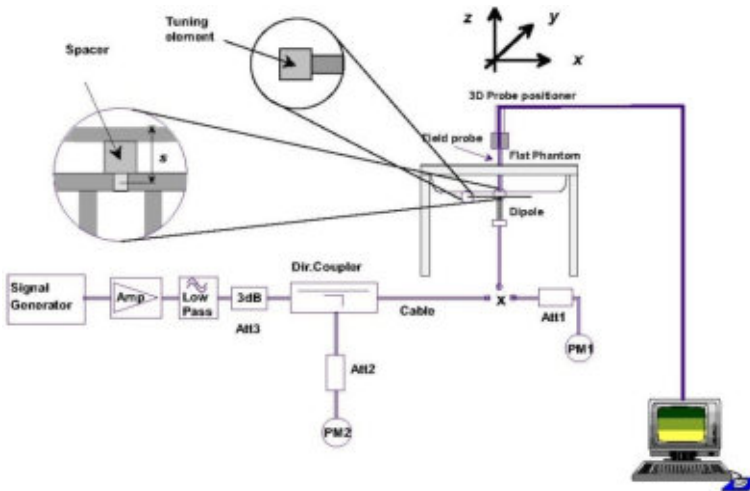 Tuning
element
Spacer
s
z
y
x
3D Probe positioner
Field probe
Flat Phantom
Dipole
Signal
Generator
Amp
Low
Pass
3dB
Att3
Dir.Coupler
Cable
x
Att1
PM1
Att2
PM2